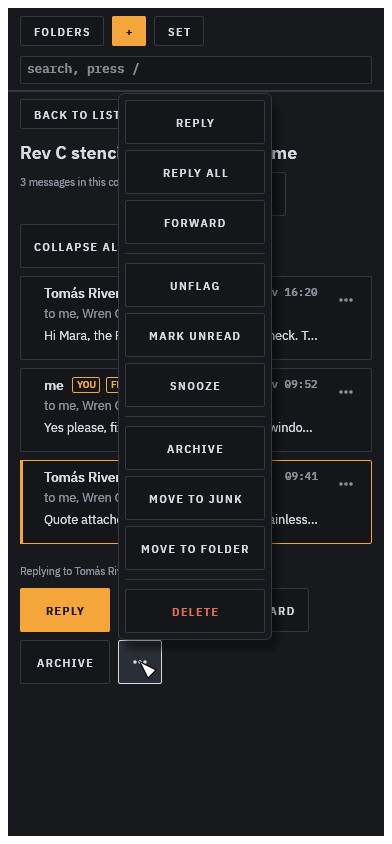 FOLDERS + SET
search, press /
BACK TO LIST
Rev C stenci me
3 messages in this co
COLLAPSE AL
Tomás River v 16:20 •••
to me, Wren
Hi Mara, the neck. T...
me YOU 09:52 •••
to me, Wren
Yes please, windo...
Tomás River 09:41 •••
to me, Wren
Quote attache ainless...
Replying to Tomás
REPLY ARD
ARCHIVE •••
REPLY
REPLY ALL
FORWARD
UNFLAG
MARK UNREAD
SNOOZE
ARCHIVE
MOVE TO JUNK
MOVE TO FOLDER
DELETE